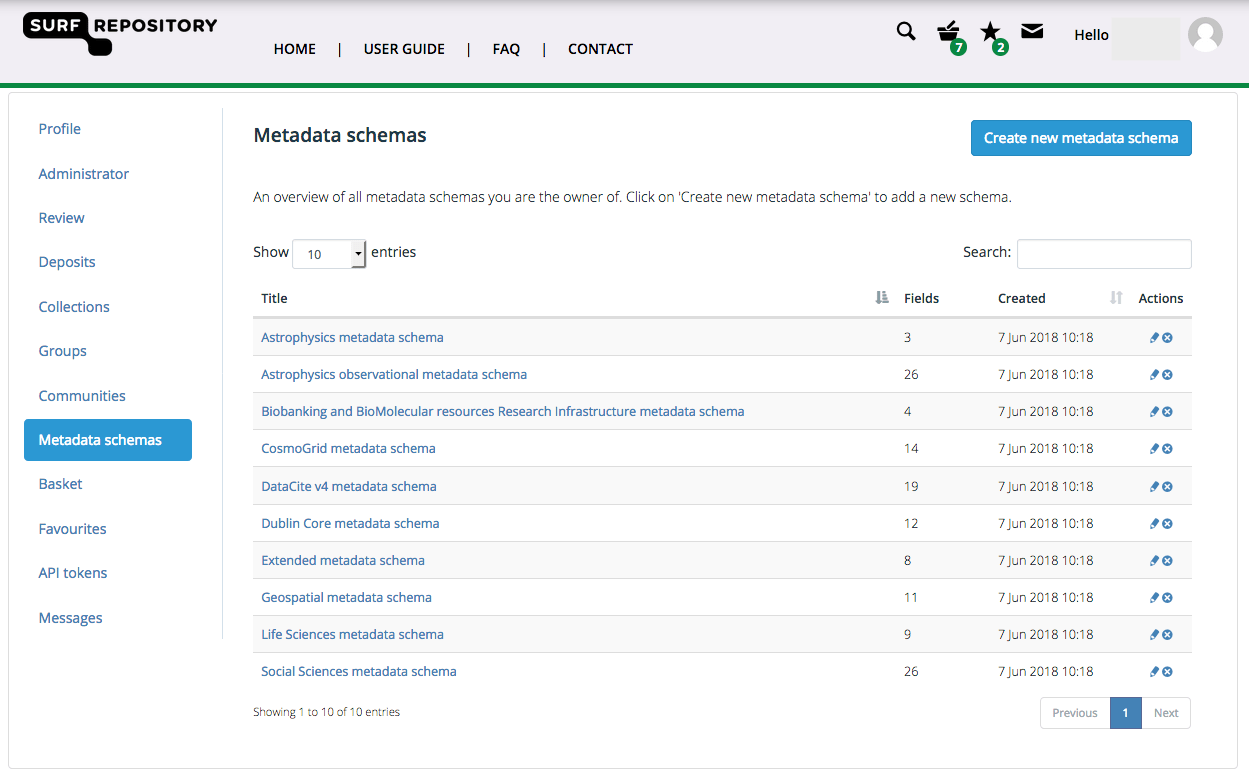 SURF REPOSITORY
HOME | USER GUIDE | FAQ | CONTACT
7
2
Hello
Profile
Administrator
Review
Deposits
Collections
Groups
Communities
Metadata schemas
Basket
Favourites
API tokens
Messages
Metadata schemas
Create new metadata schema
An overview of all metadata schemas you are the owner of. Click on 'Create new metadata schema' to add a new schema.
Show 10 entries
Search:
Title Fields Created Actions
Astrophysics metadata schema 3 7 Jun 2018 10:18
Astrophysics observational metadata schema 26 7 Jun 2018 10:18
Biobanking and BioMolecular resources Research Infrastructure metadata schema 4 7 Jun 2018 10:18
CosmoGrid metadata schema 14 7 Jun 2018 10:18
DataCite v4 metadata schema 19 7 Jun 2018 10:18
Dublin Core metadata schema 12 7 Jun 2018 10:18
Extended metadata schema 8 7 Jun 2018 10:18
Geospatial metadata schema 11 7 Jun 2018 10:18
Life Sciences metadata schema 9 7 Jun 2018 10:18
Social Sciences metadata schema 26 7 Jun 2018 10:18
Showing 1 to 10 of 10 entries
Previous 1 Next